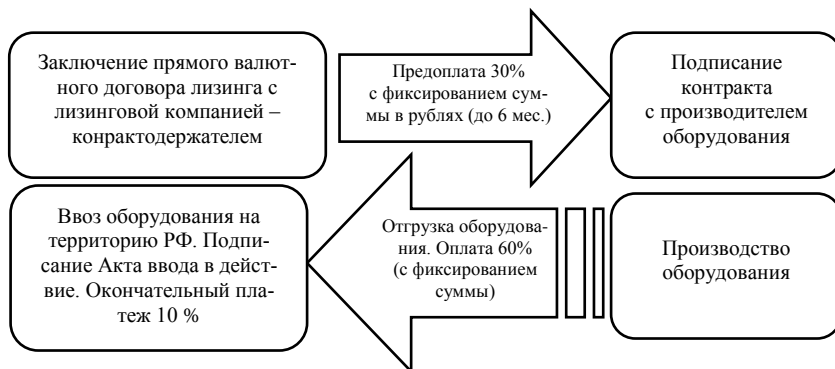 Заключение прямого валют-
ного договора лизинга с
лизинговой компанией –
конрактодержателем
Предоплата 30%
с фиксированием сум-
мы в рублях (до 6 мес.)
Подписание
контракта
с производителем
оборудования
Ввоз оборудования на
территорию РФ. Подпи-
сание Акта ввода в дейст-
вие. Окончательный пла-
теж 10 %
Отгрузка оборудова-
ния. Оплата 60%
(с фиксированием
суммы)
Производство
оборудования